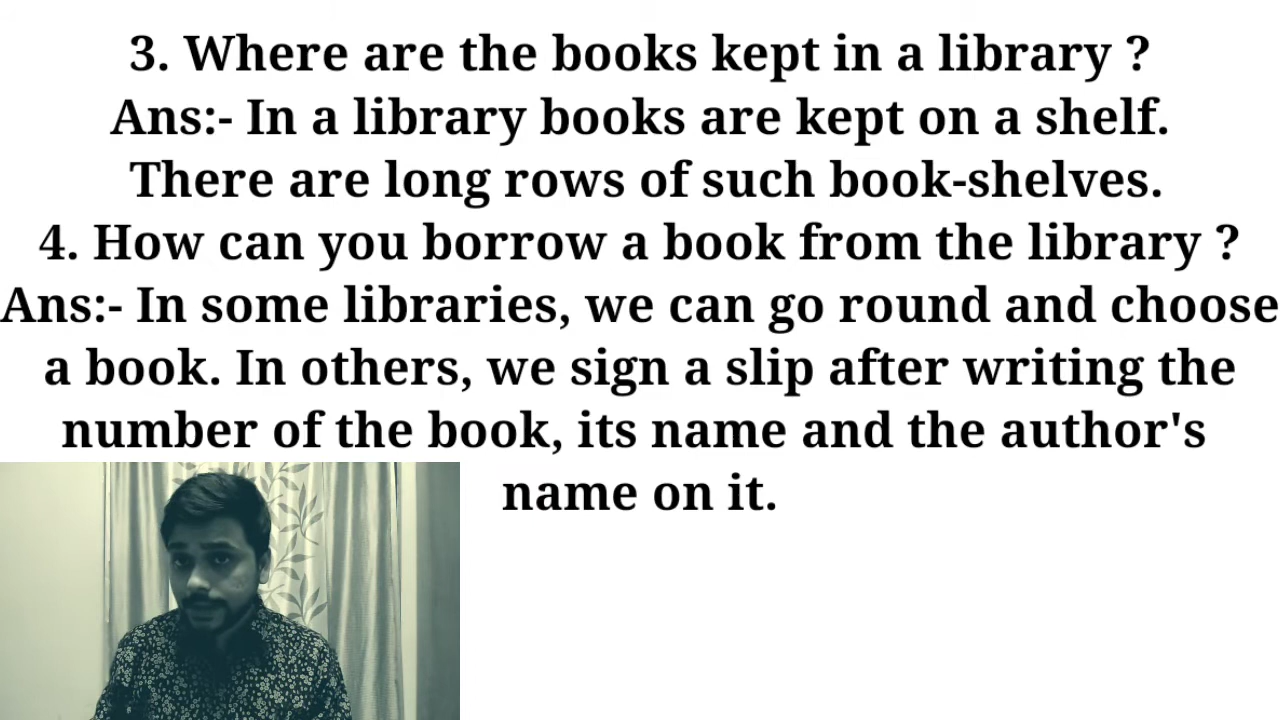 3. Where are the books kept in a library ?
Ans:- In a library books are kept on a shelf.
There are long rows of such book-shelves.
4. How can you borrow a book from the library ?
Ans:- In some libraries, we can go round and choose
a book. In others, we sign a slip after writing the
number of the book, its name and the author's
name on it.